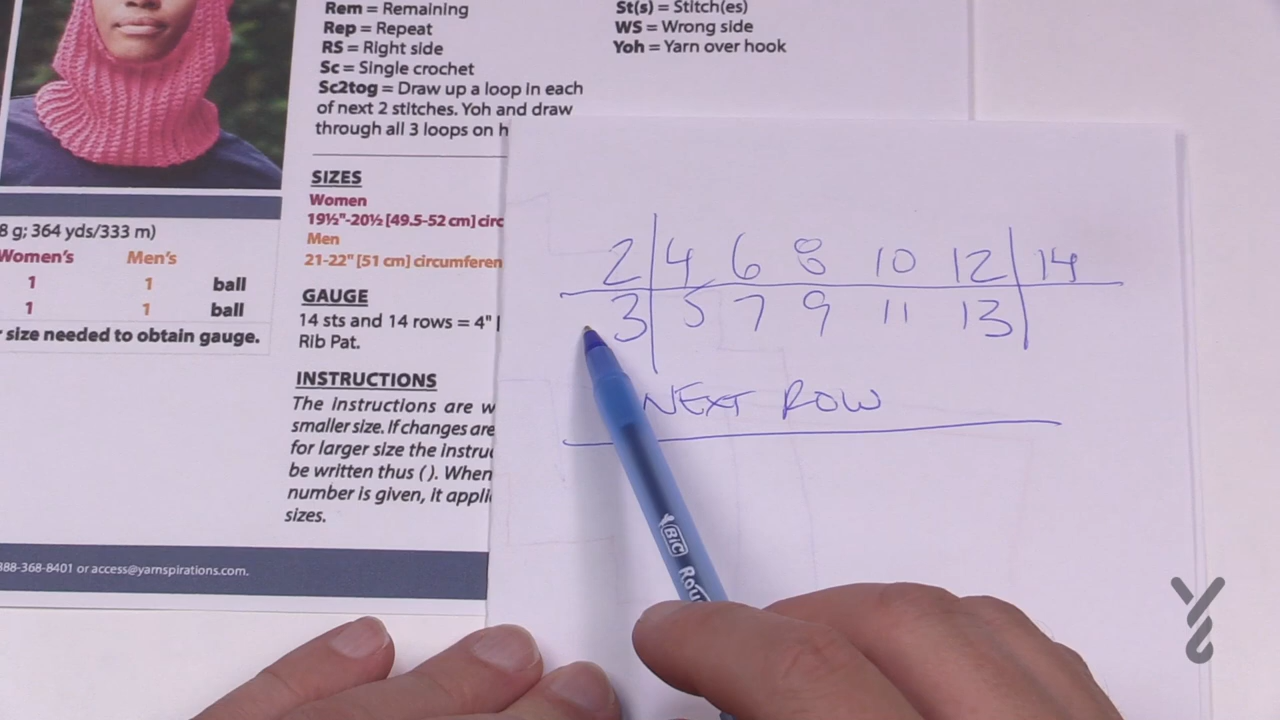 Rem = Remaining
Rep = Repeat
RS = Right side
Sc = Single crochet
Sc2tog = Draw up a loop in each
of next 2 stitches. Yoh and draw
through all 3 loops on h
St(s) = Stitch(es)
WS = Wrong side
Yoh = Yarn over hook
8 g; 364 yds/333 m)
Women's Men's
1 1 ball
1 1 ball
size needed to obtain gauge.
SIZES
Women
19½"-20½ [49.5-52 cm] circ
Men
21-22" [51 cm] circumferen
GAUGE
14 sts and 14 rows = 4"
Rib Pat.
INSTRUCTIONS
The instructions are w
smaller size. If changes are
for larger size the instruc
be written thus ( ). When
number is given, it appli
sizes.
388-368-8401 or access@yarnspirations.com.
2 4 6 8 10 12 14
3 5 7 9 11 13
NEXT ROW
BIC Rou